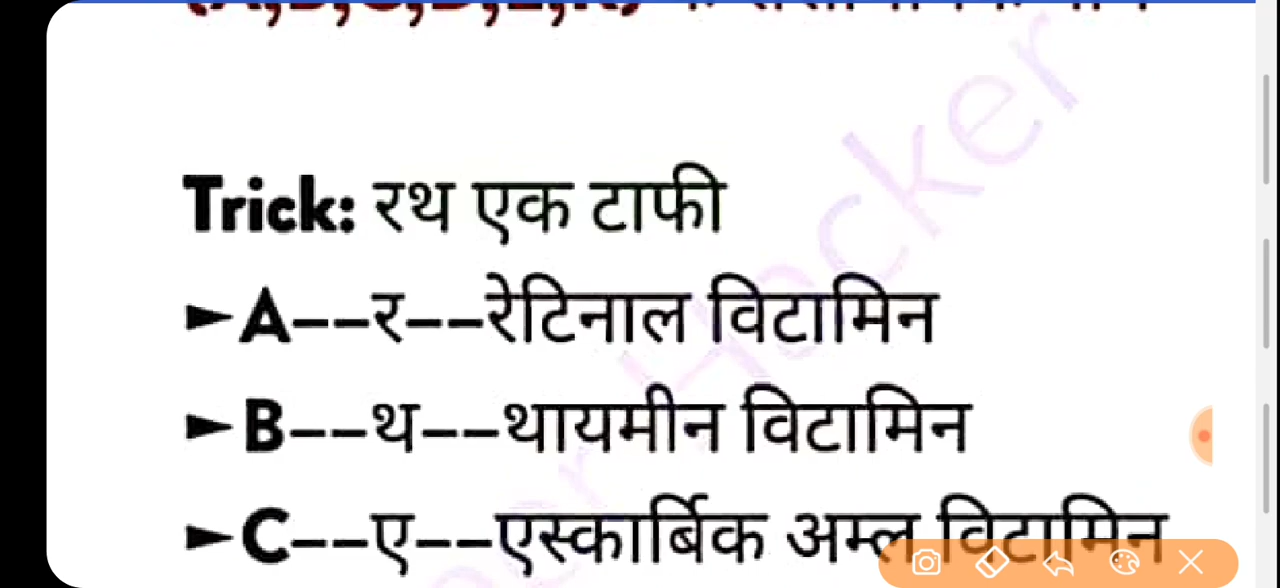 Trick: रथ एक टाफी
►A--र--रेटिनाल विटामिन
►B--थ--थायमीन विटामिन
►C--ए--एस्कार्बिक अम्ल विटामिन